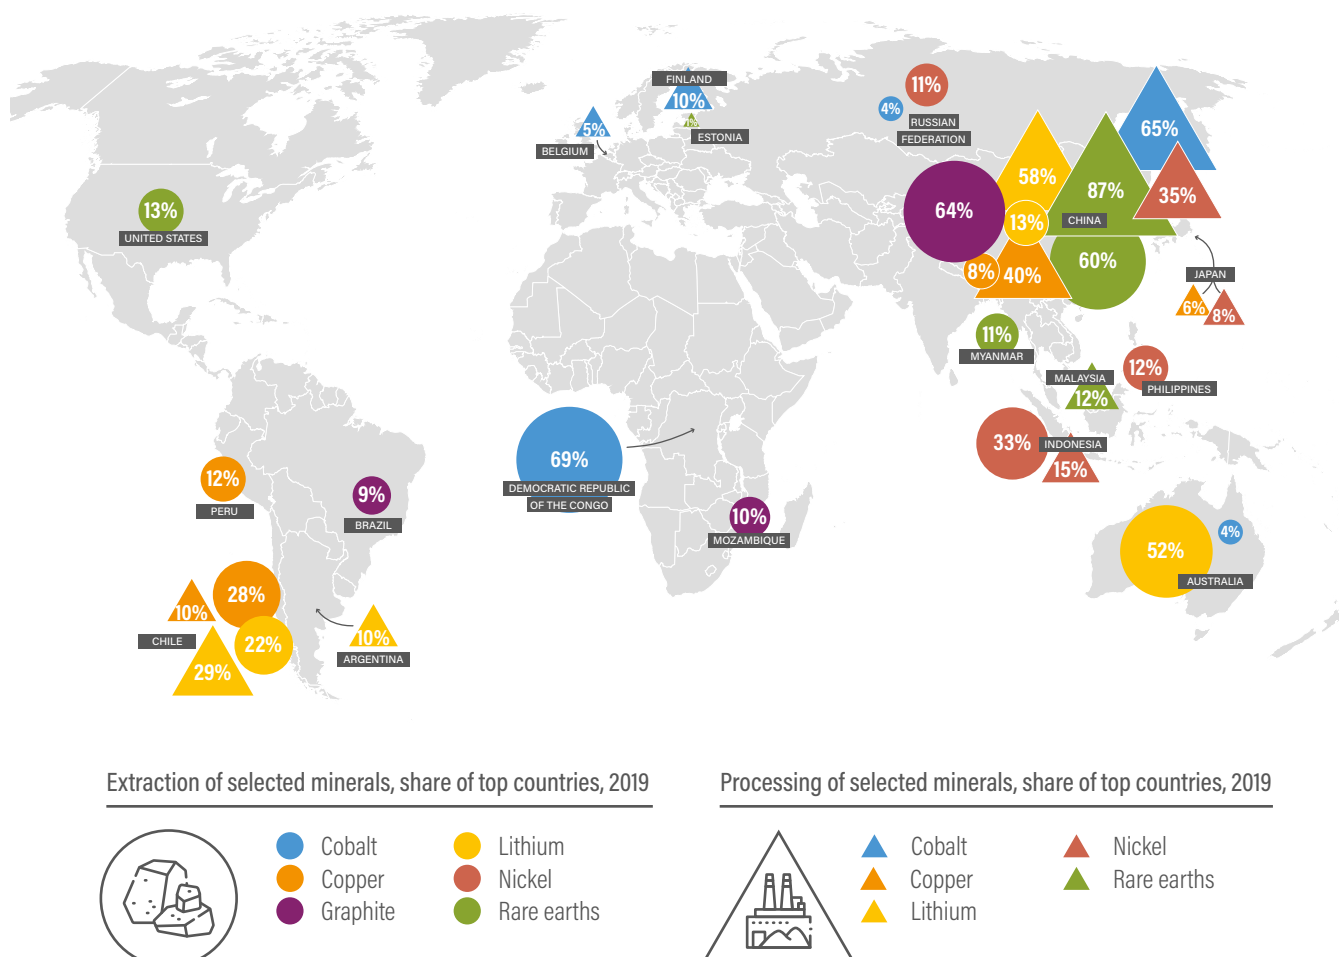 FINLAND
10%
5%
1%
ESTONIA
BELGIUM
11%
4%
RUSSIAN
FEDERATION
65%
58%
87%
35%
64%
13%
CHINA
60%
8%
40%
JAPAN
6%
8%
13%
UNITED STATES
11%
MYANMAR
MALAYSIA
12%
12%
PHILIPPINES
33%
INDONESIA
15%
69%
DEMOCRATIC REPUBLIC
OF THE CONGO
12%
PERU
9%
BRAZIL
10%
MOZAMBIQUE
52%
4%
AUSTRALIA
28%
10%
CHILE
22%
29%
10%
ARGENTINA
Extraction of selected minerals, share of top countries, 2019
Cobalt
Copper
Graphite
Lithium
Nickel
Rare earths
Processing of selected minerals, share of top countries, 2019
Cobalt
Copper
Lithium
Nickel
Rare earths